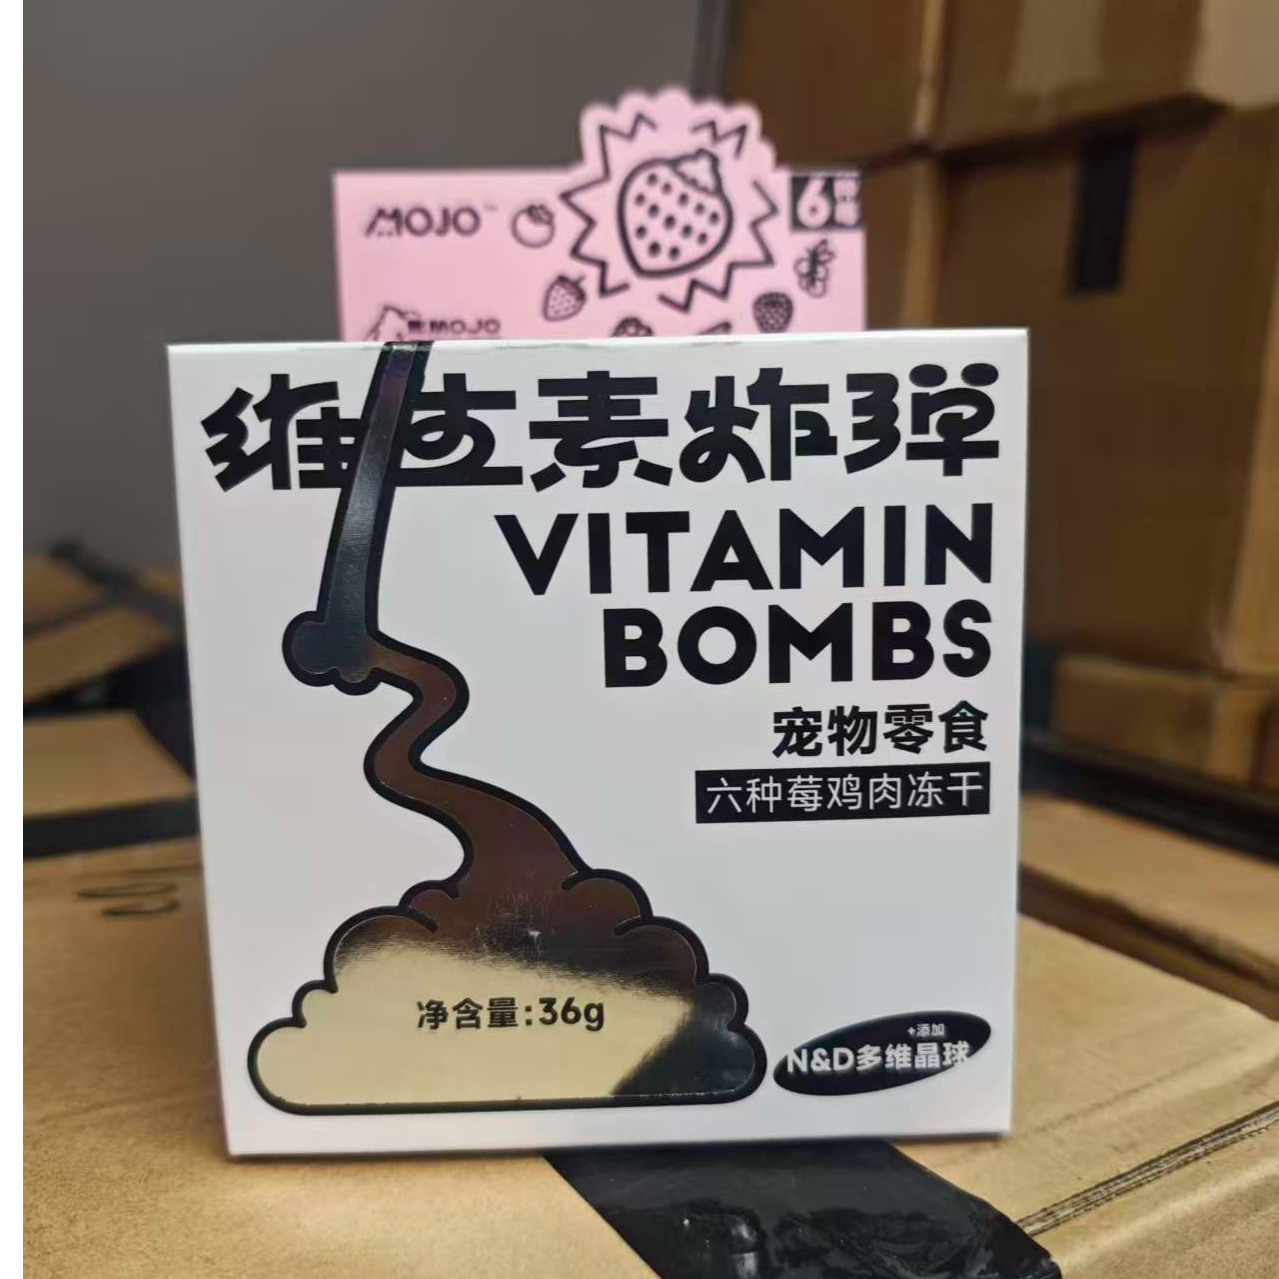 MOJO
6
MOJO
维生素炸弹
VITAMIN
BOMBS
宠物零食
六种莓鸡肉冻干
净含量:36g
+添加
N&D多维晶球